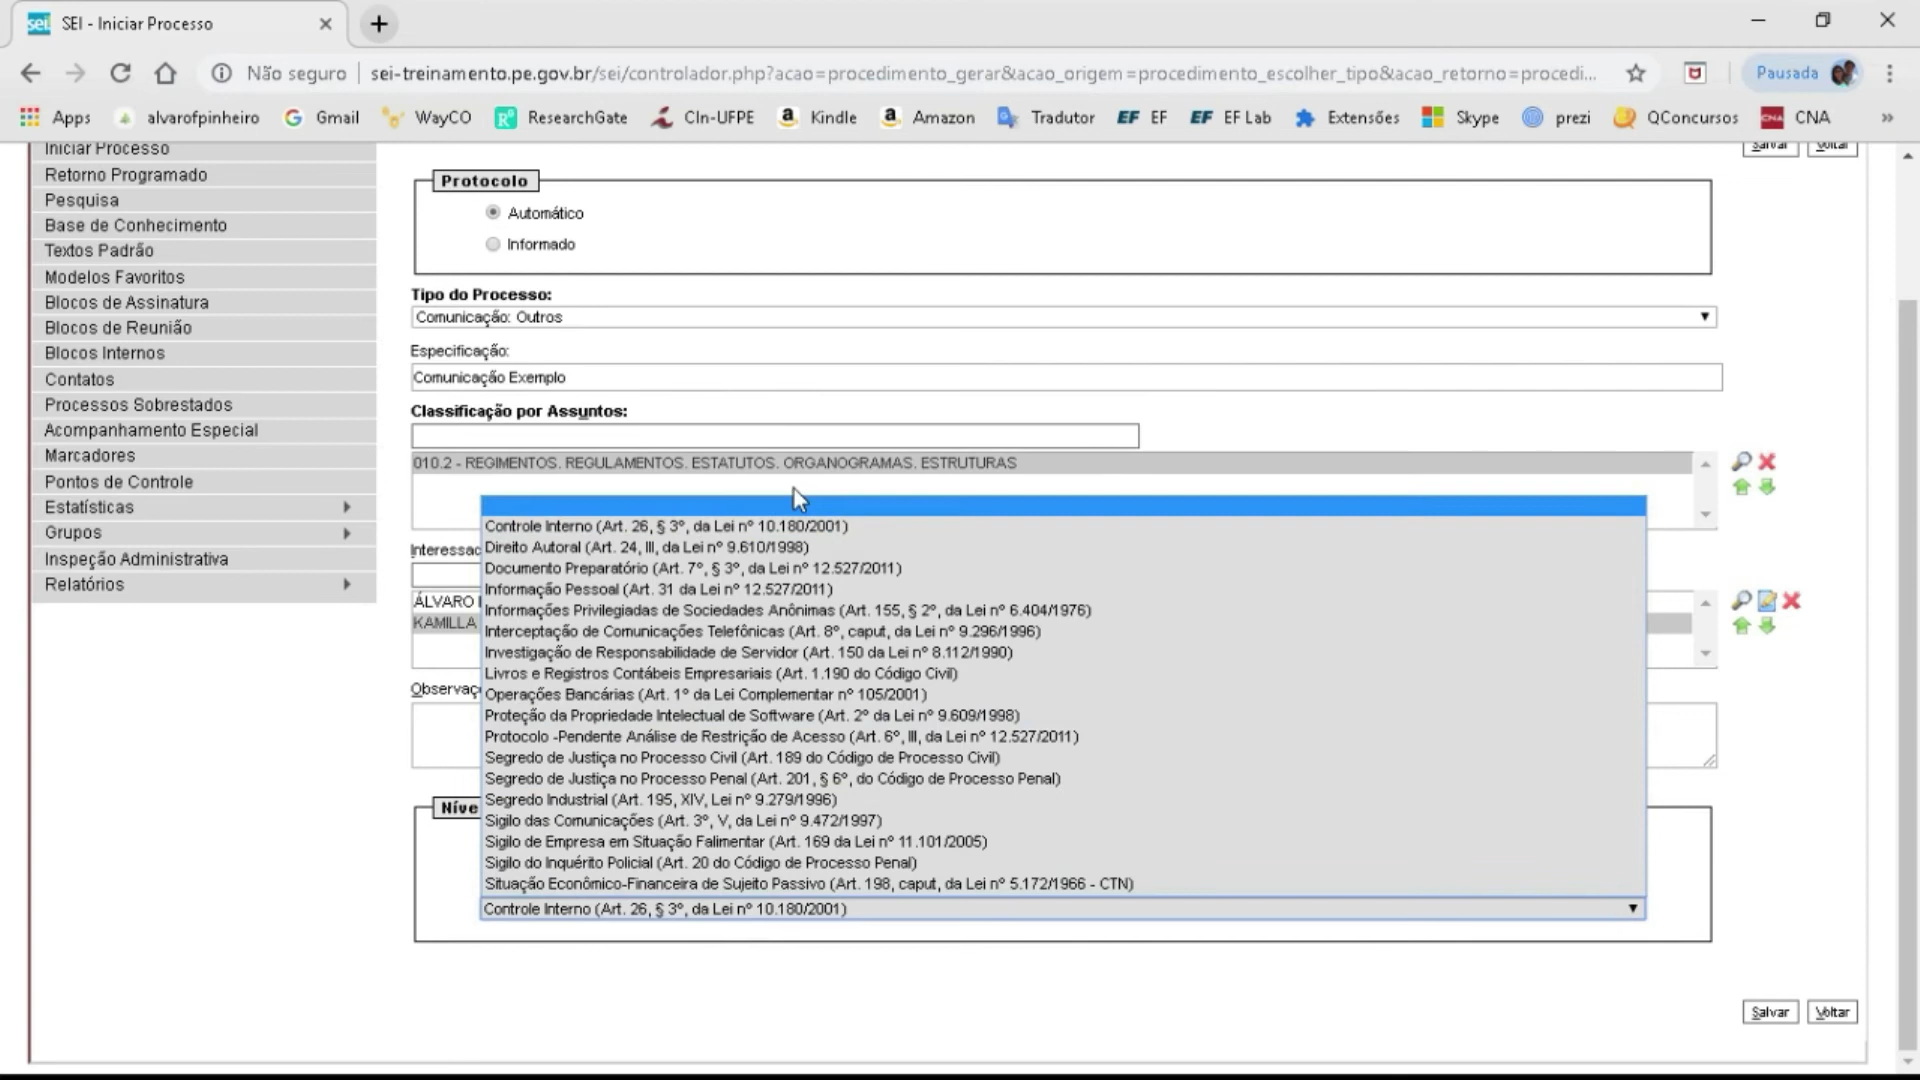 sei SEI - Iniciar Processo
Não seguro sei-treinamento.pe.gov.br/sei/controlador.php?acao=procedimento_gerar&acao_origem=procedimento_escolher_tipo&acao_retorno=procedi... Pausada
Apps alvarofpinheiro Gmail WayCO ResearchGate CIn-UFPE Kindle Amazon Tradutor EF EF EF EF Lab Extensões Skype prezi QConcursos CNA CNA »
Iniciar Processo
Retorno Programado
Pesquisa
Base de Conhecimento
Textos Padrão
Modelos Favoritos
Blocos de Assinatura
Blocos de Reunião
Blocos Internos
Contatos
Processos Sobrestados
Acompanhamento Especial
Marcadores
Pontos de Controle
Estatísticas
Grupos
Inspeção Administrativa
Relatórios
Salvar Voltar
Protocolo
Automático
Informado
Tipo do Processo:
Comunicação: Outros
Especificação:
Comunicação Exemplo
Classificação por Assuntos:
010.2 - REGIMENTOS. REGULAMENTOS. ESTATUTOS. ORGANOGRAMAS. ESTRUTURAS
Interessad
ÁLVARO
KAMILLA
Observaç
Níve
Controle Interno (Art. 26, § 3º, da Lei nº 10.180/2001)
Direito Autoral (Art. 24, III, da Lei nº 9.610/1998)
Documento Preparatório (Art. 7º, § 3º, da Lei nº 12.527/2011)
Informação Pessoal (Art. 31 da Lei nº 12.527/2011)
Informações Privilegiadas de Sociedades Anônimas (Art. 155, § 2º, da Lei nº 6.404/1976)
Interceptação de Comunicações Telefônicas (Art. 8º, caput, da Lei nº 9.296/1996)
Investigação de Responsabilidade de Servidor (Art. 150 da Lei nº 8.112/1990)
Livros e Registros Contábeis Empresariais (Art. 1.190 do Código Civil)
Operações Bancárias (Art. 1º da Lei Complementar nº 105/2001)
Proteção da Propriedade Intelectual de Software (Art. 2º da Lei nº 9.609/1998)
Protocolo -Pendente Análise de Restrição de Acesso (Art. 6º, III, da Lei nº 12.527/2011)
Segredo de Justiça no Processo Civil (Art. 189 do Código de Processo Civil)
Segredo de Justiça no Processo Penal (Art. 201, § 6º, do Código de Processo Penal)
Segredo Industrial (Art. 195, XIV, Lei nº 9.279/1996)
Sigilo das Comunicações (Art. 3º, V, da Lei nº 9.472/1997)
Sigilo de Empresa em Situação Falimentar (Art. 169 da Lei nº 11.101/2005)
Sigilo do Inquérito Policial (Art. 20 do Código de Processo Penal)
Situação Econômico-Financeira de Sujeito Passivo (Art. 198, caput, da Lei nº 5.172/1966 - CTN)
Controle Interno (Art. 26, § 3º, da Lei nº 10.180/2001)
Salvar Voltar